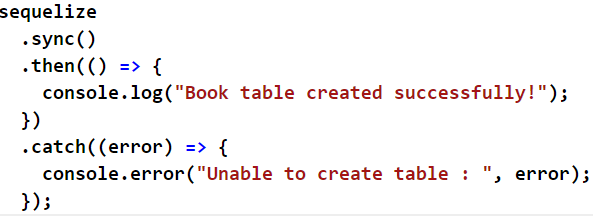 sequelize
  .sync()
  .then(() => {
    console.log("Book table created successfully!");
  })
  .catch((error) => {
    console.error("Unable to create table : ", error);
  });